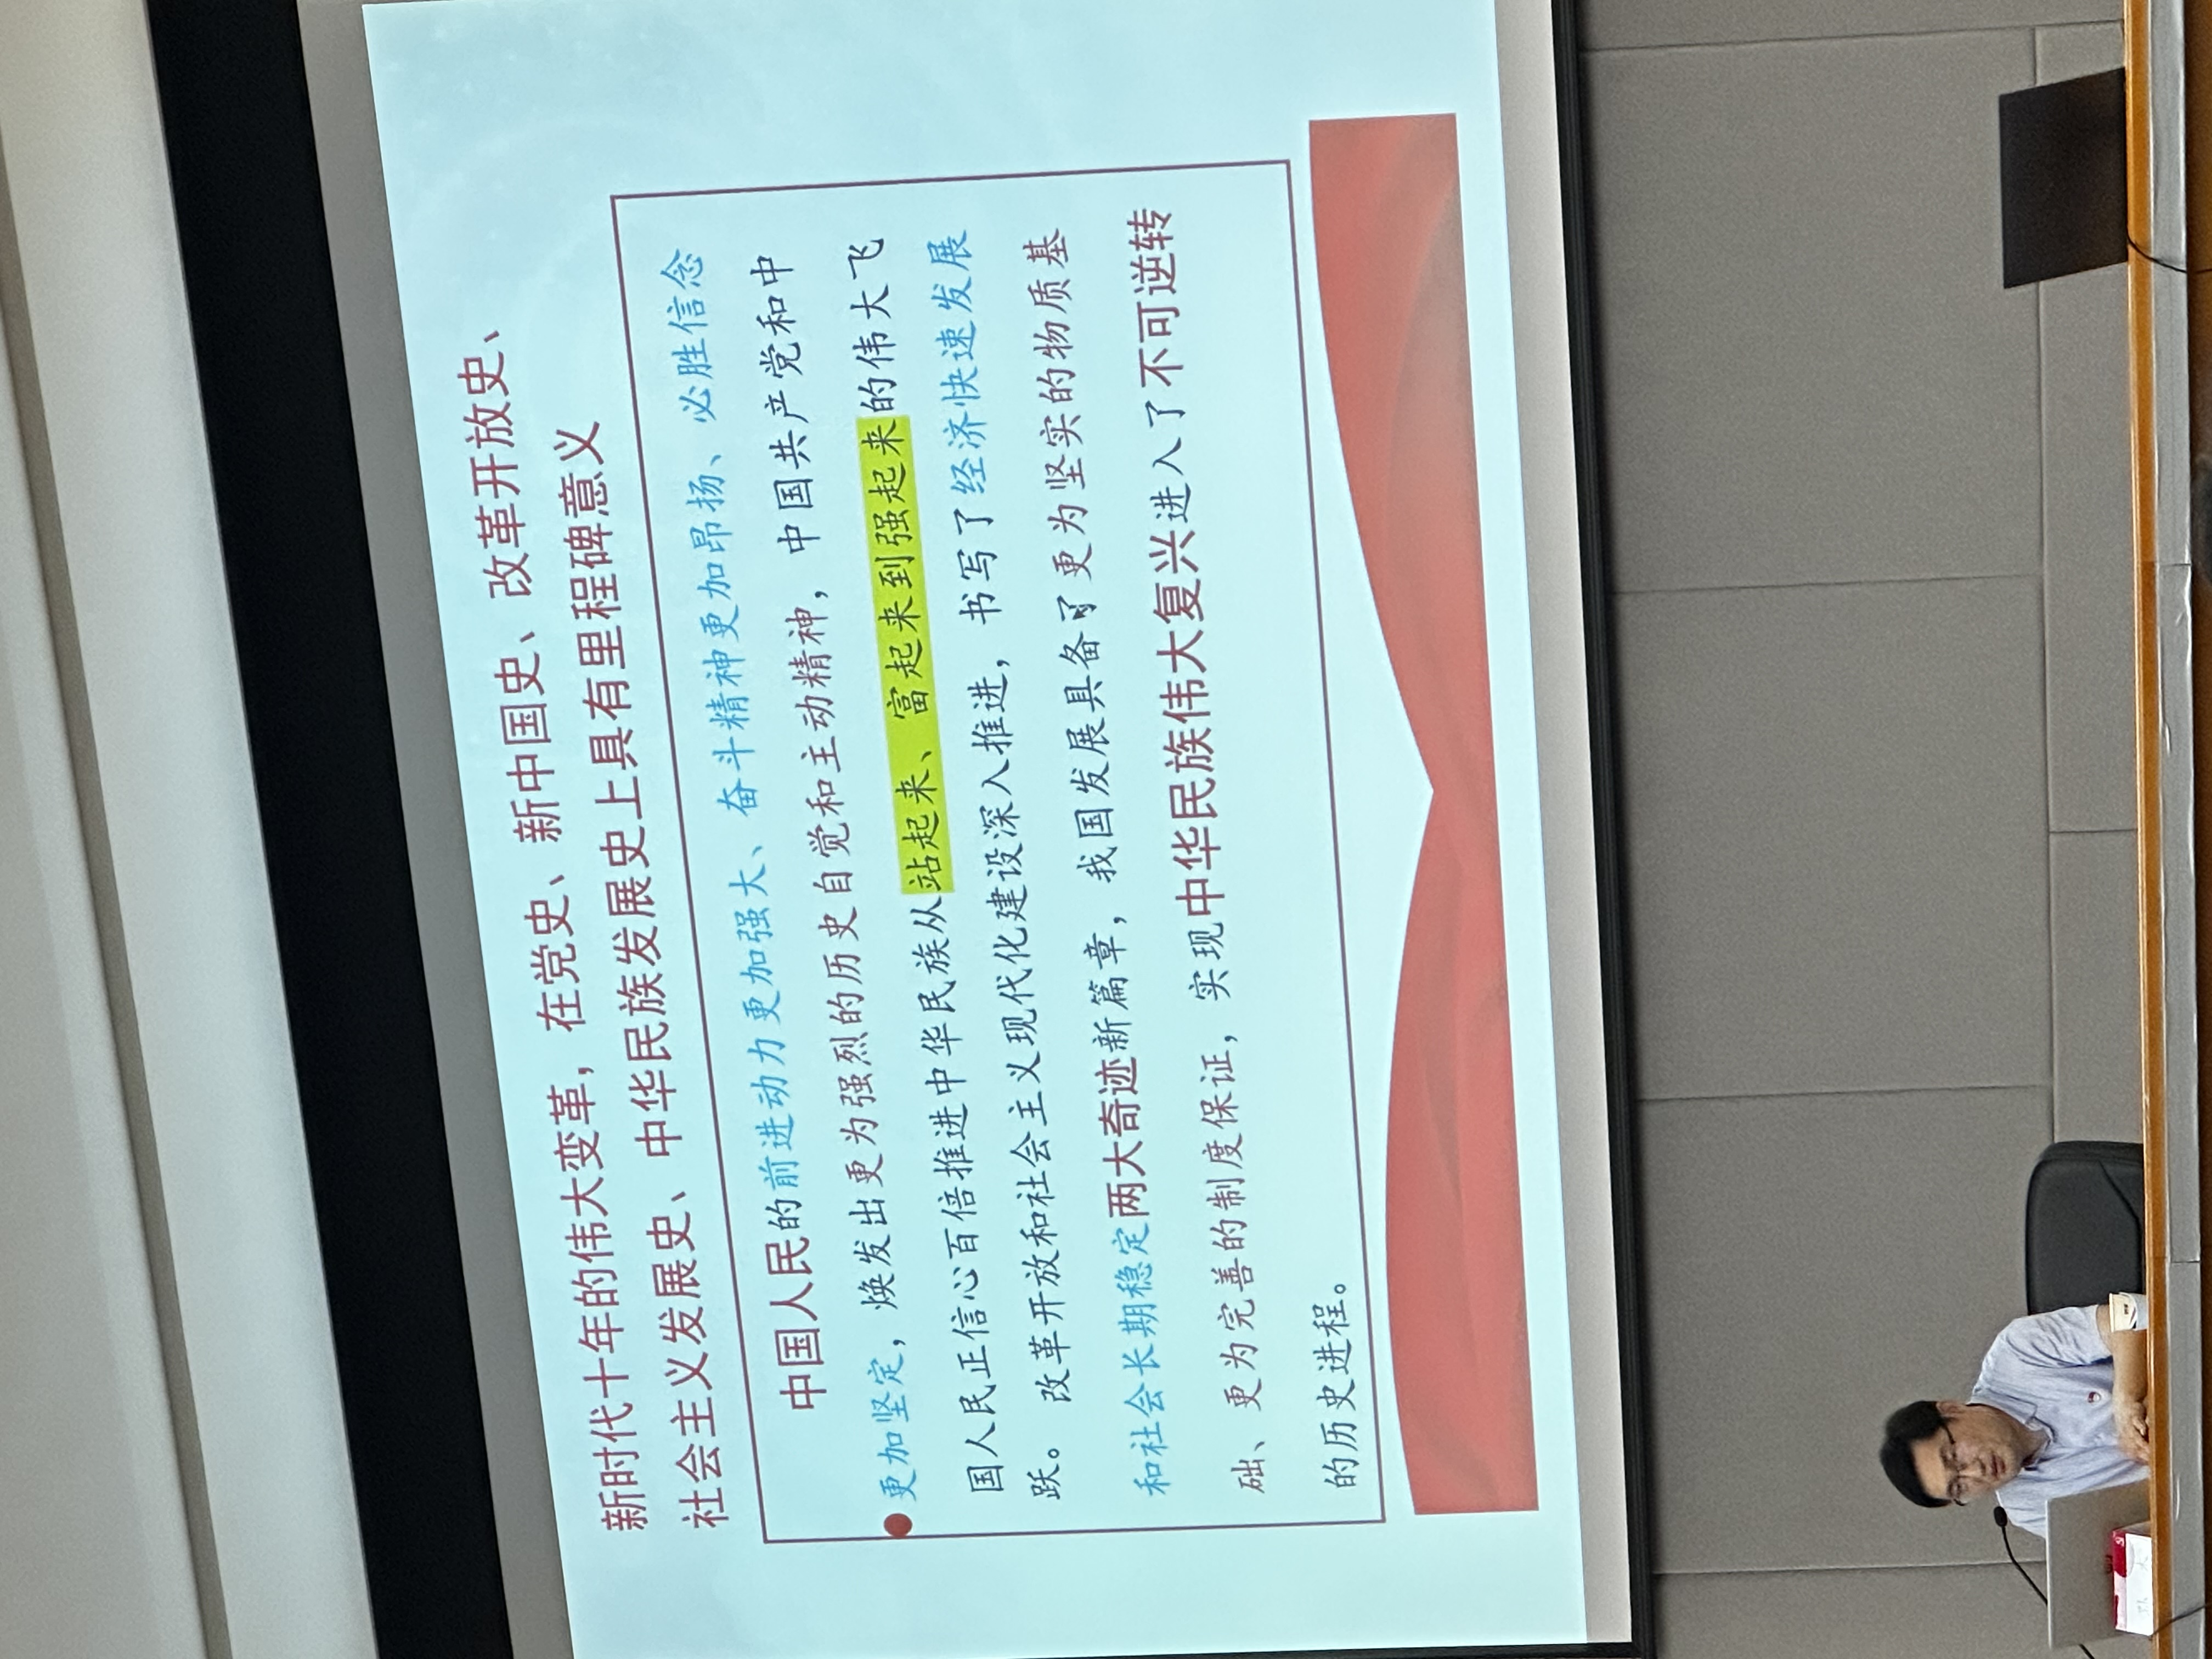 新时代十年的伟大变革，在党史、新中国史、改革开放史、
社会主义发展史、中华民族发展史上具有里程碑意义
中国人民的前进动力更加强大、奋斗精神更加昂扬、必胜信念
更加坚定，焕发出更为强烈的历史自觉和主动精神，中国共产党和中
国人民正信心百倍推进中华民族从站起来、富起来到强起来的伟大飞
跃。 改革开放和社会主义现代化建设深入推进，书写了经济快速发展
和社会长期稳定两大奇迹新篇章，我国发展具备了更为坚实的物质基
础、更为完善的制度保证，实现中华民族伟大复兴进入了不可逆转
的历史进程。